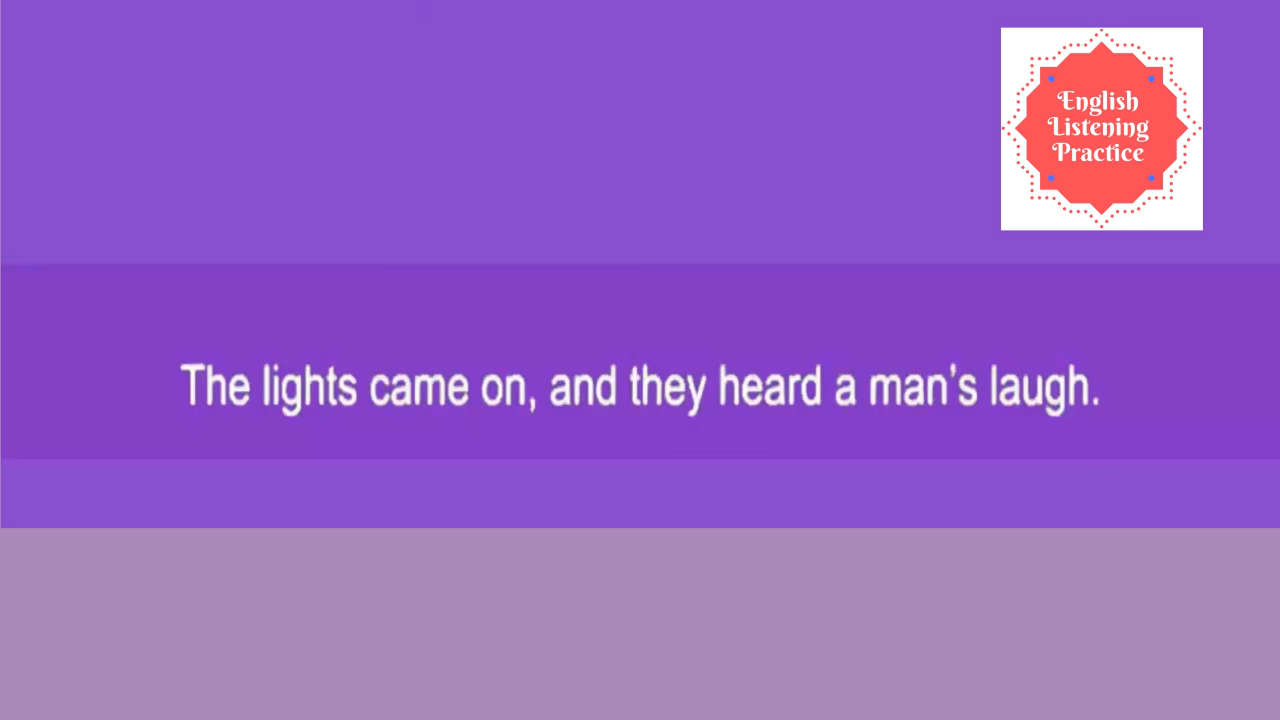 English
Listening
Practice
The lights came on, and they heard a man’s laugh.